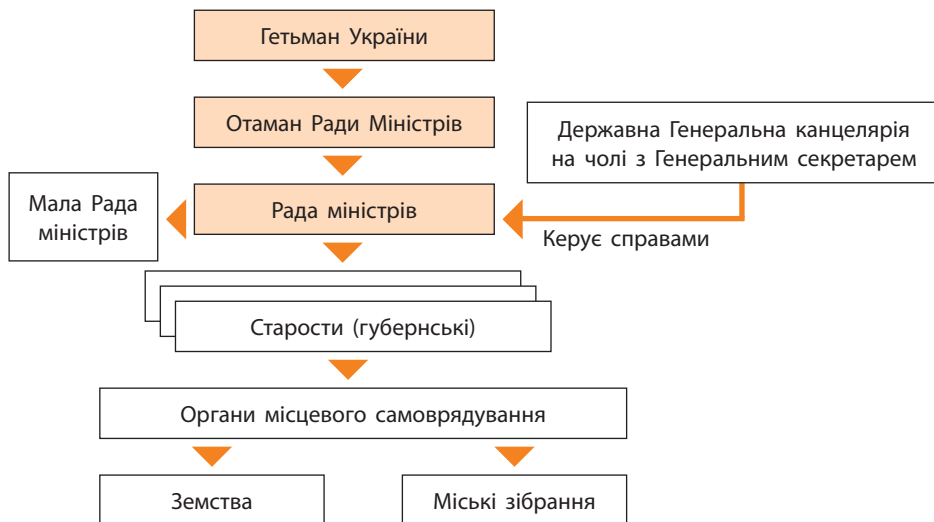 Гетьман України
Отаман Ради Міністрів
Державна Генеральна канцелярія
на чолі з Генеральним секретарем
Мала Рада
міністрів
Рада міністрів
Керує справами
Старости (губернські)
Органи місцевого самоврядування
Земства
Міські зібрання